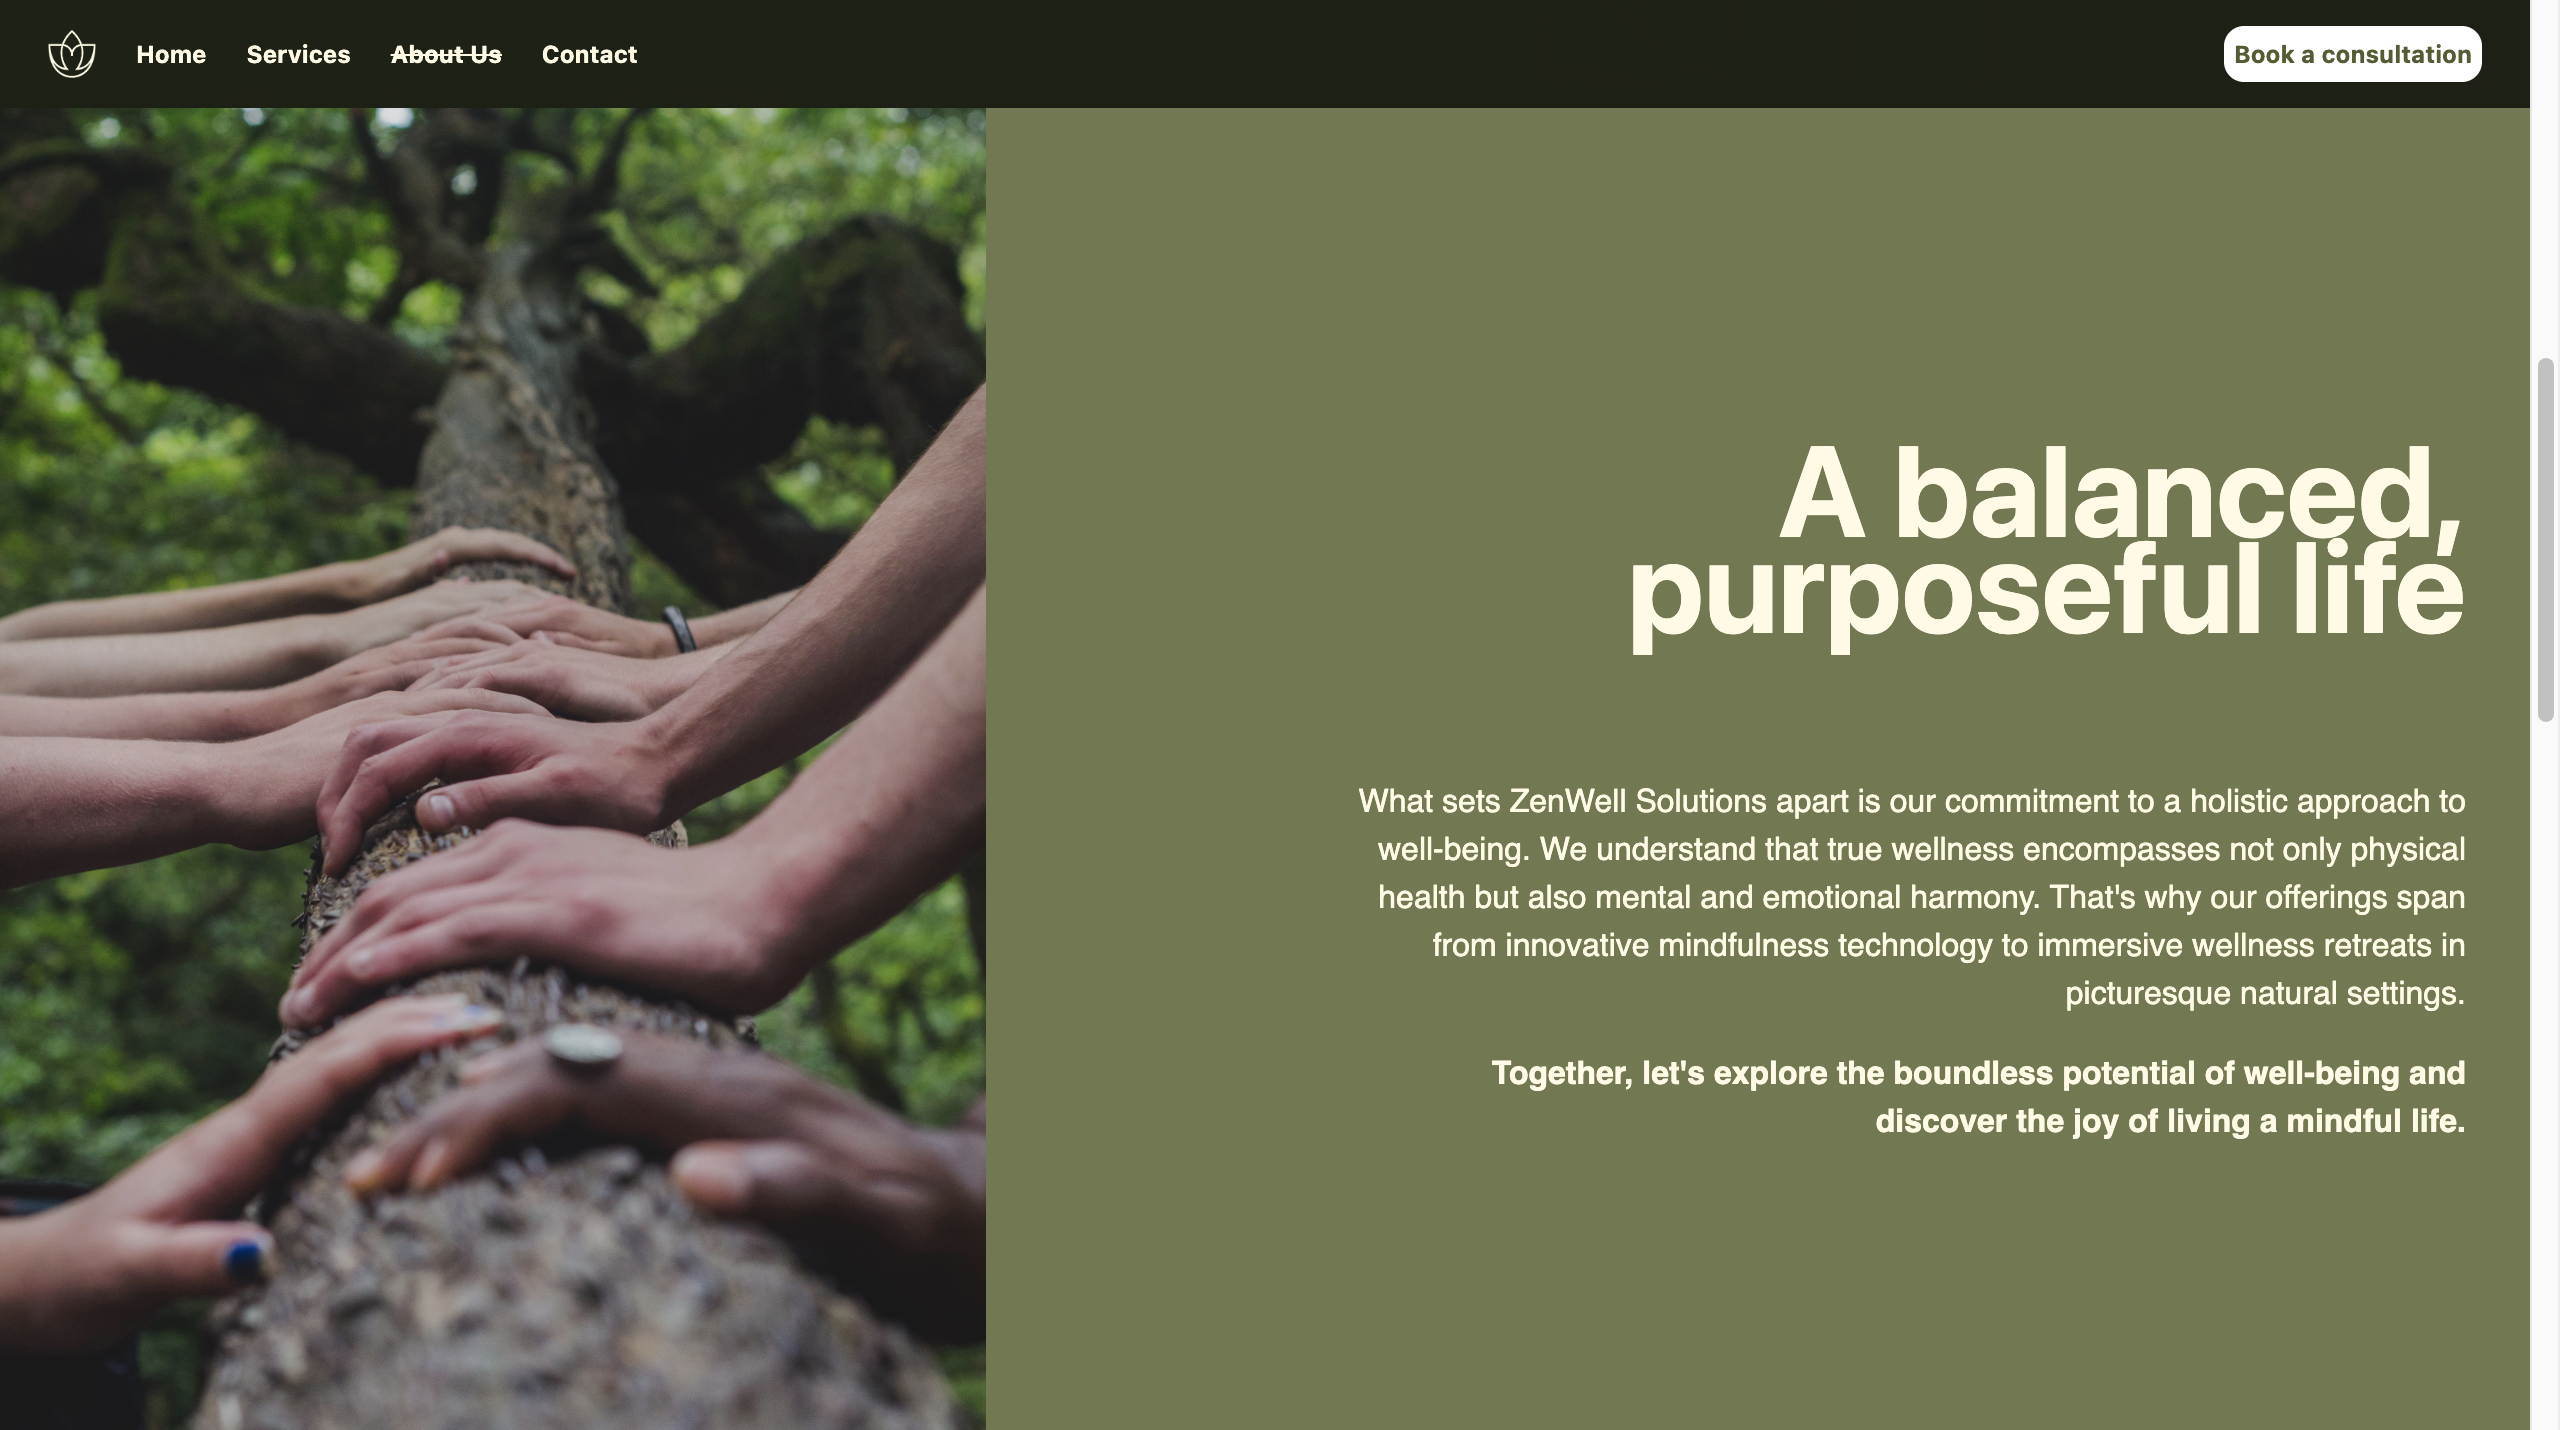 Home Services About Us Contact Book a consultation
A balanced,
purposeful life
What sets ZenWell Solutions apart is our commitment to a holistic approach to
well-being. We understand that true wellness encompasses not only physical
health but also mental and emotional harmony. That's why our offerings span
from innovative mindfulness technology to immersive wellness retreats in
picturesque natural settings.
Together, let's explore the boundless potential of well-being and
discover the joy of living a mindful life.